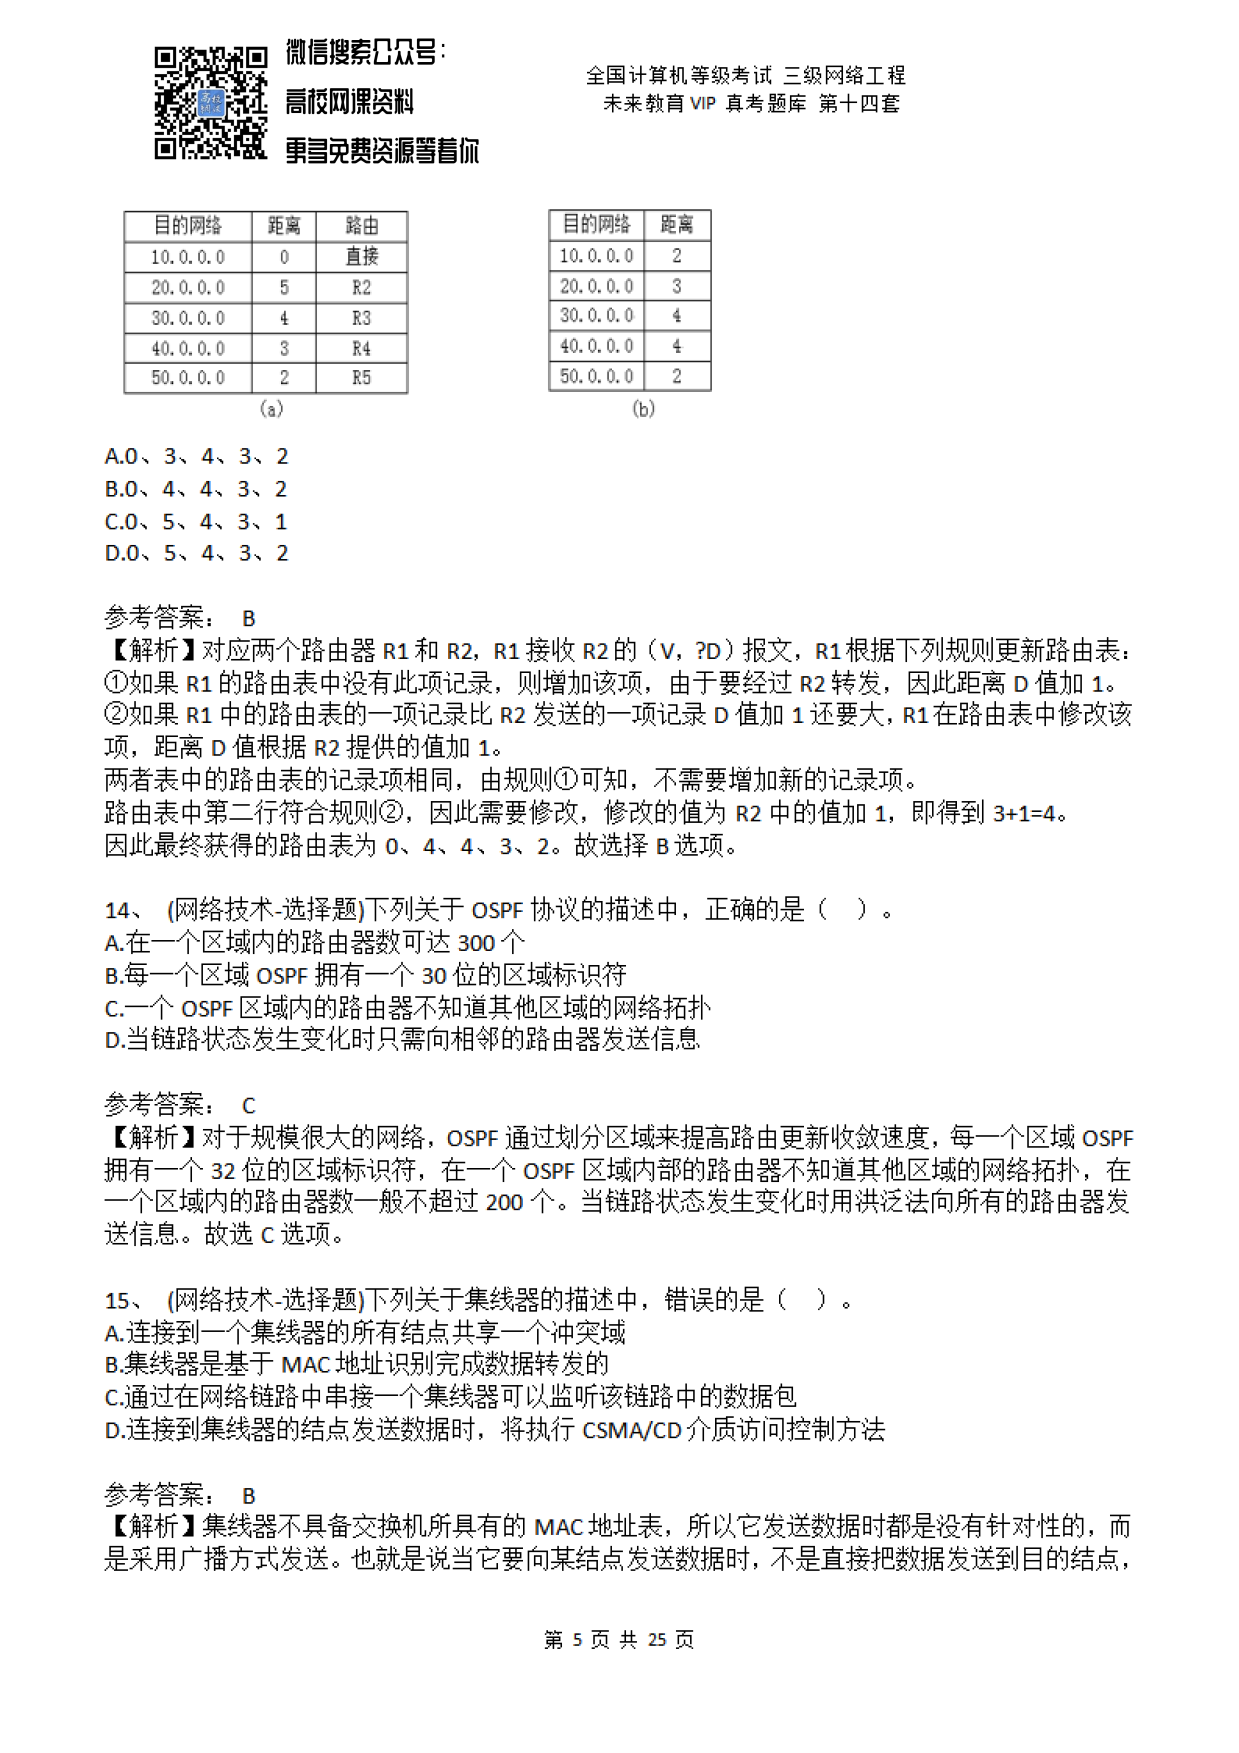 微信搜索公众号：
高校网课资料
更多免费资源等着你
全国计算机等级考试 三级网络工程
未来教育 VIP 真考题库 第十四套
目的网络 距离 路由
10.0.0.0 0 直接
20.0.0.0 5 R2
30.0.0.0 4 R3
40.0.0.0 3 R4
50.0.0.0 2 R5
(a)
目的网络 距离
10.0.0.0 2
20.0.0.0 3
30.0.0.0 4
40.0.0.0 4
50.0.0.0 2
(b)
A.0、3、4、3、2
B.0、4、4、3、2
C.0、5、4、3、1
D.0、5、4、3、2
参考答案： B
【解析】对应两个路由器 R1 和 R2，R1 接收 R2 的（V，?D）报文，R1 根据下列规则更新路由表：
①如果 R1 的路由表中没有此项记录，则增加该项，由于要经过 R2 转发，因此距离 D 值加 1。
②如果 R1 中的路由表的一项记录比 R2 发送的一项记录 D 值加 1 还要大，R1 在路由表中修改该
项，距离 D 值根据 R2 提供的值加 1。
两者表中的路由表的记录项相同，由规则①可知，不需要增加新的记录项。
路由表中第二行符合规则②，因此需要修改，修改的值为 R2 中的值加 1，即得到 3+1=4。
因此最终获得的路由表为 0、4、4、3、2。故选择 B 选项。
14、 (网络技术-选择题)下列关于 OSPF 协议的描述中，正确的是（ ）。
A.在一个区域内的路由器数可达 300 个
B.每一个区域 OSPF 拥有一个 30 位的区域标识符
C.一个 OSPF 区域内的路由器不知道其他区域的网络拓扑
D.当链路状态发生变化时只需向相邻的路由器发送信息
参考答案： C
【解析】对于规模很大的网络，OSPF 通过划分区域来提高路由更新收敛速度，每一个区域 OSPF
拥有一个 32 位的区域标识符，在一个 OSPF 区域内部的路由器不知道其他区域的网络拓扑，在
一个区域内的路由器数一般不超过 200 个。当链路状态发生变化时用洪泛法向所有的路由器发
送信息。故选 C 选项。
15、 (网络技术-选择题)下列关于集线器的描述中，错误的是（ ）。
A.连接到一个集线器的所有结点共享一个冲突域
B.集线器是基于 MAC 地址识别完成数据转发的
C.通过在网络链路中串接一个集线器可以监听该链路中的数据包
D.连接到集线器的结点发送数据时，将执行 CSMA/CD 介质访问控制方法
参考答案： B
【解析】集线器不具备交换机所具有的 MAC 地址表，所以它发送数据时都是没有针对性的，而
是采用广播方式发送。也就是说当它要向某结点发送数据时，不是直接把数据发送到目的结点，
第 5 页 共 25 页